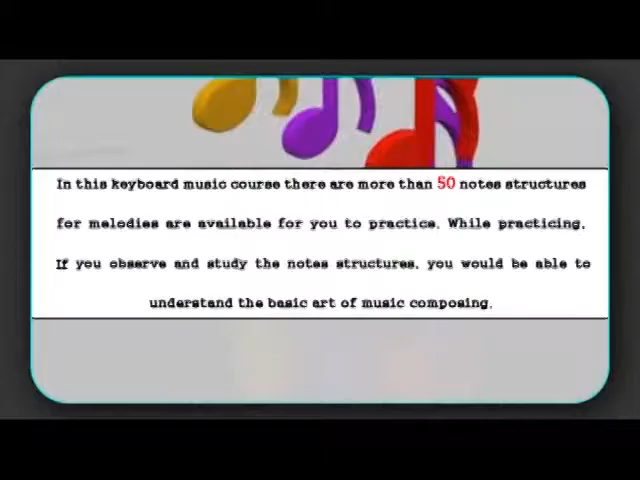 In this keyboard music course there are more than 50 notes structures
for melodies are available for you to practice. While practicing,
If you observe and study the notes structures, you would be able to
understand the basic art of music composing.